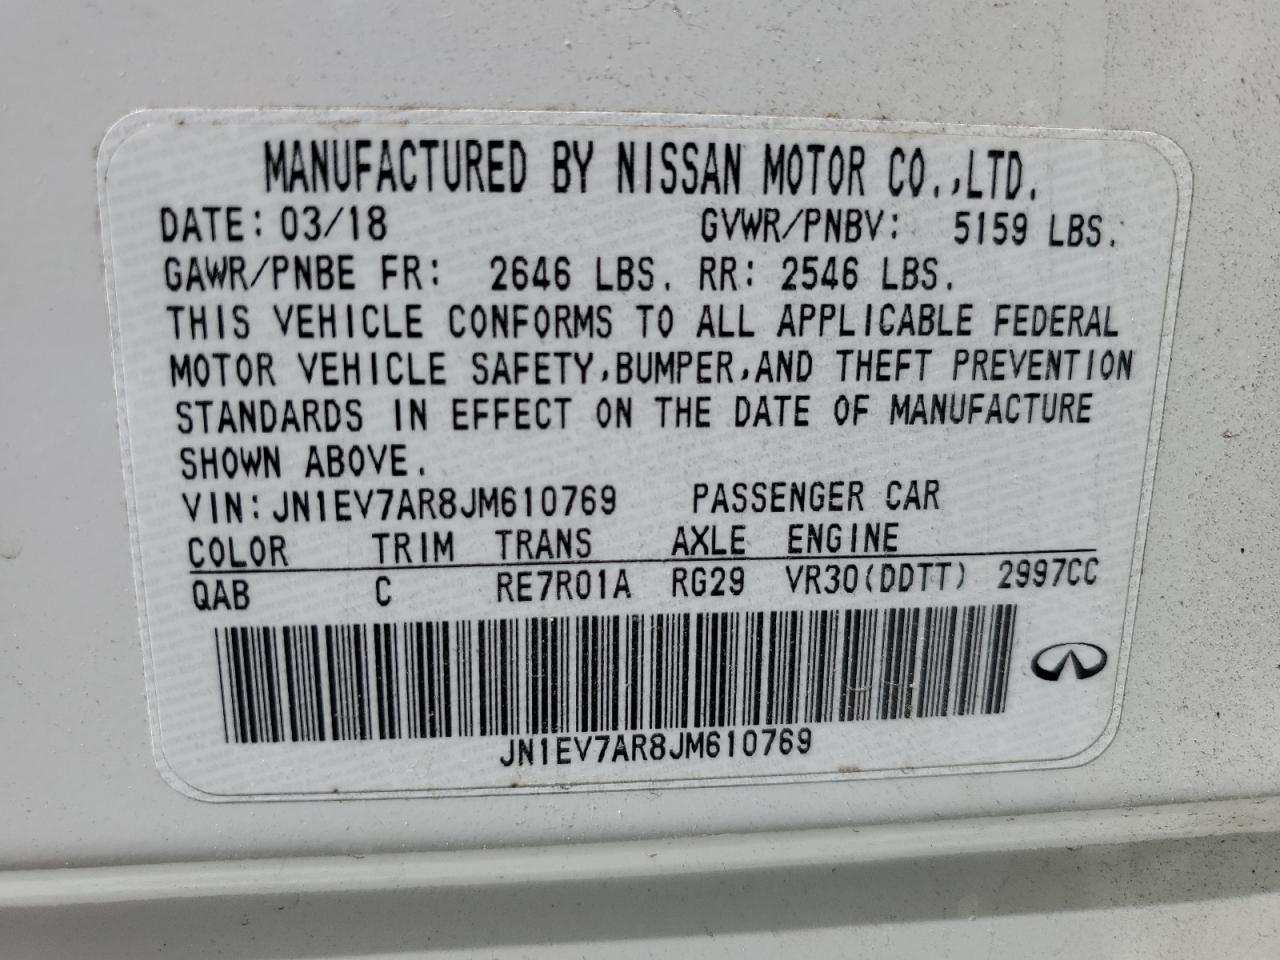 MANUFACTURED BY NISSAN MOTOR CO.,LTD.
DATE: 03/18 GVWR/PNBV: 5159 LBS.
GAWR/PNBE FR: 2646 LBS. RR: 2546 LBS.
THIS VEHICLE CONFORMS TO ALL APPLICABLE FEDERAL
MOTOR VEHICLE SAFETY,BUMPER,AND THEFT PREVENTION
STANDARDS IN EFFECT ON THE DATE OF MANUFACTURE
SHOWN ABOVE.
VIN: JN1EV7AR8JM610769 PASSENGER CAR
COLOR TRIM TRANS AXLE ENGINE
QAB C RE7R01A RG29 VR30(DDTT) 2997CC
JN1EV7AR8JM610769